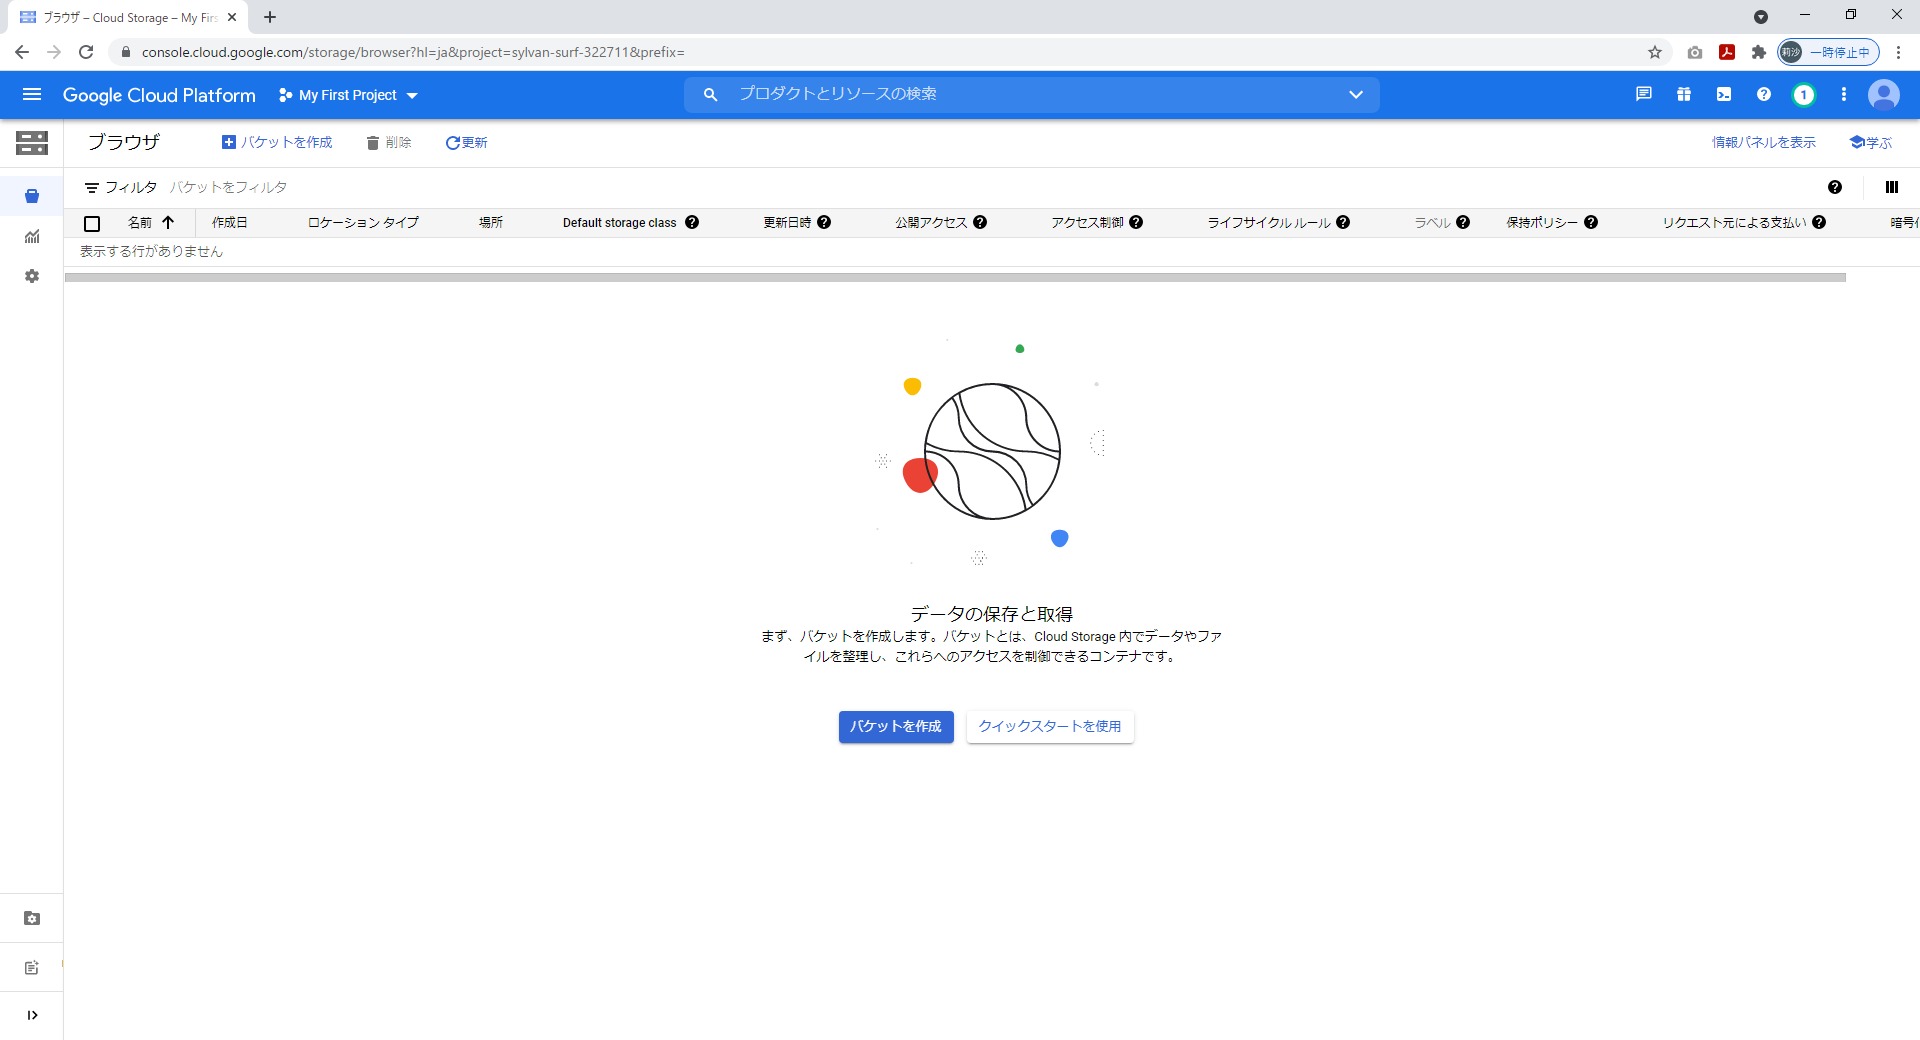 ブラウザ – Cloud Storage – My Firs
console.cloud.google.com/storage/browser?hl=ja&project=sylvan-surf-322711&prefix=
莉沙 一時停止中
Google Cloud Platform My First Project プロダクトとリソースの検索 1
ブラウザ バケットを作成 削除 更新 情報パネルを表示 学ぶ
フィルタ バケットをフィルタ
名前 作成日 ロケーション タイプ 場所 Default storage class 更新日時 公開アクセス アクセス制御 ライフサイクル ルール ラベル 保持ポリシー リクエスト元による支払い 暗号化
表示する行がありません
データの保存と取得
まず、バケットを作成します。バケットとは、Cloud Storage 内でデータやファ
イルを整理し、これらへのアクセスを制御できるコンテナです。
バケットを作成 クイックスタートを使用